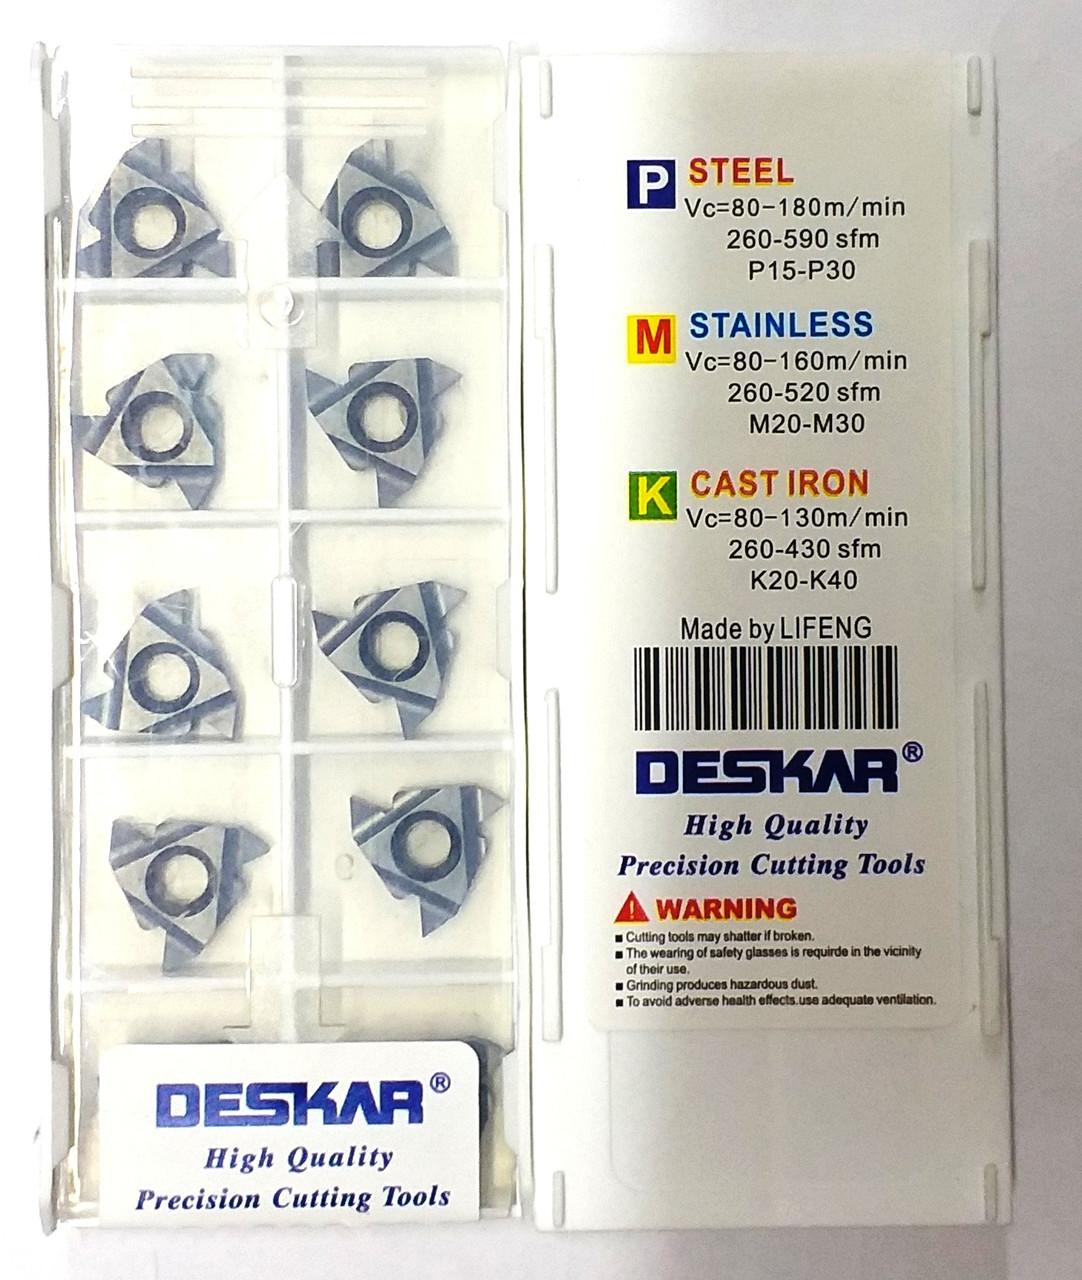 P STEEL
Vc=80-180m/min
260-590 sfm
P15-P30
M STAINLESS
Vc=80-160m/min
260-520 sfm
M20-M30
K CAST IRON
Vc=80-130m/min
260-430 sfm
K20-K40
Made by LIFENG
DESKAR®
High Quality
Precision Cutting Tools
! WARNING
■ Cutting tools may shatter if broken.
■ The wearing of safety glasses is requirde in the vicinity
of their use.
■ Grinding produces hazardous dust.
■ To avoid adverse health effects.use adequate ventilation.
DESKAR®
High Quality
Precision Cutting Tools